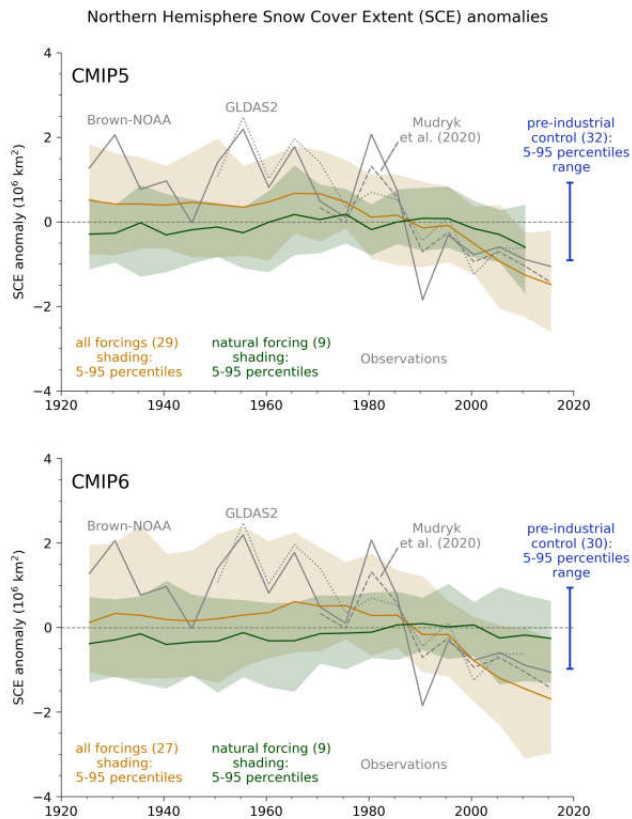 Northern Hemisphere Snow Cover Extent (SCE) anomalies
4
CMIP5
Brown-NOAA
GLDAS2
Mudryk
et al. (2020)
pre-industrial
control (32):
5-95 percentiles
range
2
0
−2
−4
SCE anomaly (10⁶ km²)
all forcings (29)
shading:
5-95 percentiles
natural forcing (9)
shading:
5-95 percentiles
Observations
1920
1940
1960
1980
2000
2020
4
CMIP6
Brown-NOAA
GLDAS2
Mudryk
et al. (2020)
pre-industrial
control (30):
5-95 percentiles
range
2
0
−2
−4
SCE anomaly (10⁶ km²)
all forcings (27)
shading:
5-95 percentiles
natural forcing (9)
shading:
5-95 percentiles
Observations
1920
1940
1960
1980
2000
2020